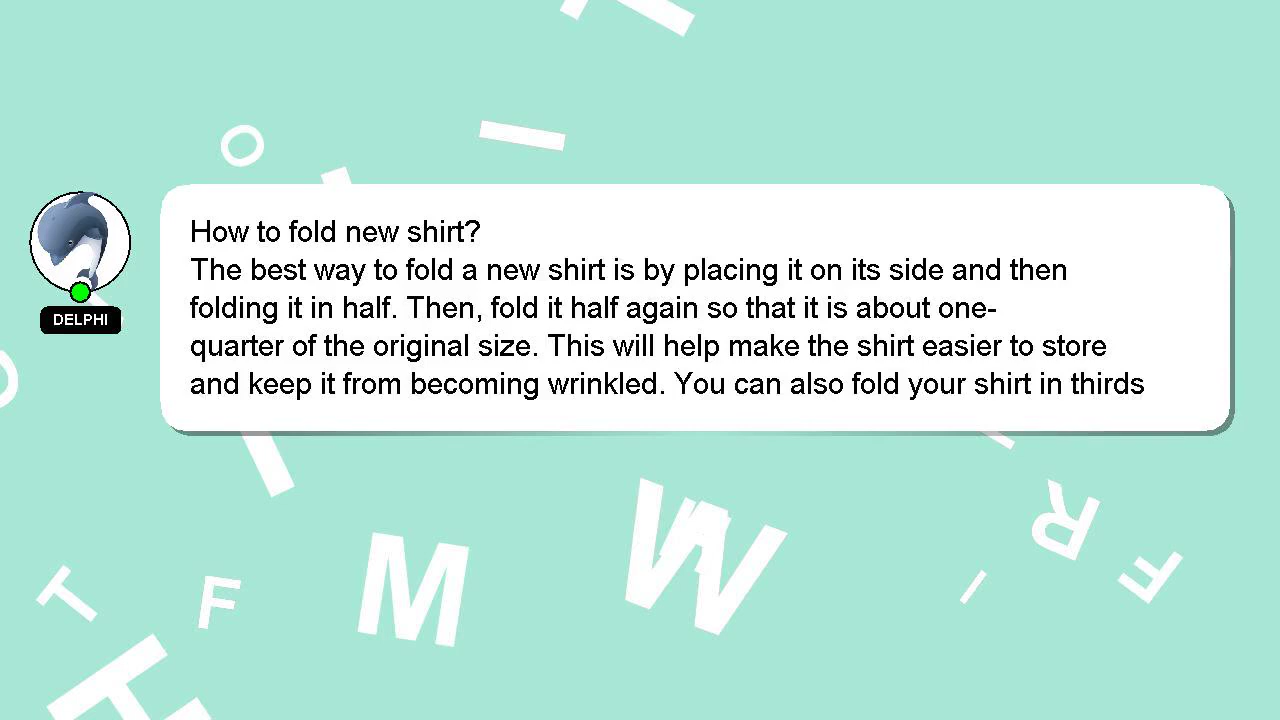 O
I
DELPHI
How to fold new shirt?
The best way to fold a new shirt is by placing it on its side and then
folding it in half. Then, fold it half again so that it is about one-
quarter of the original size. This will help make the shirt easier to store
and keep it from becoming wrinkled. You can also fold your shirt in thirds
T
F
M
W
R
F
I
H